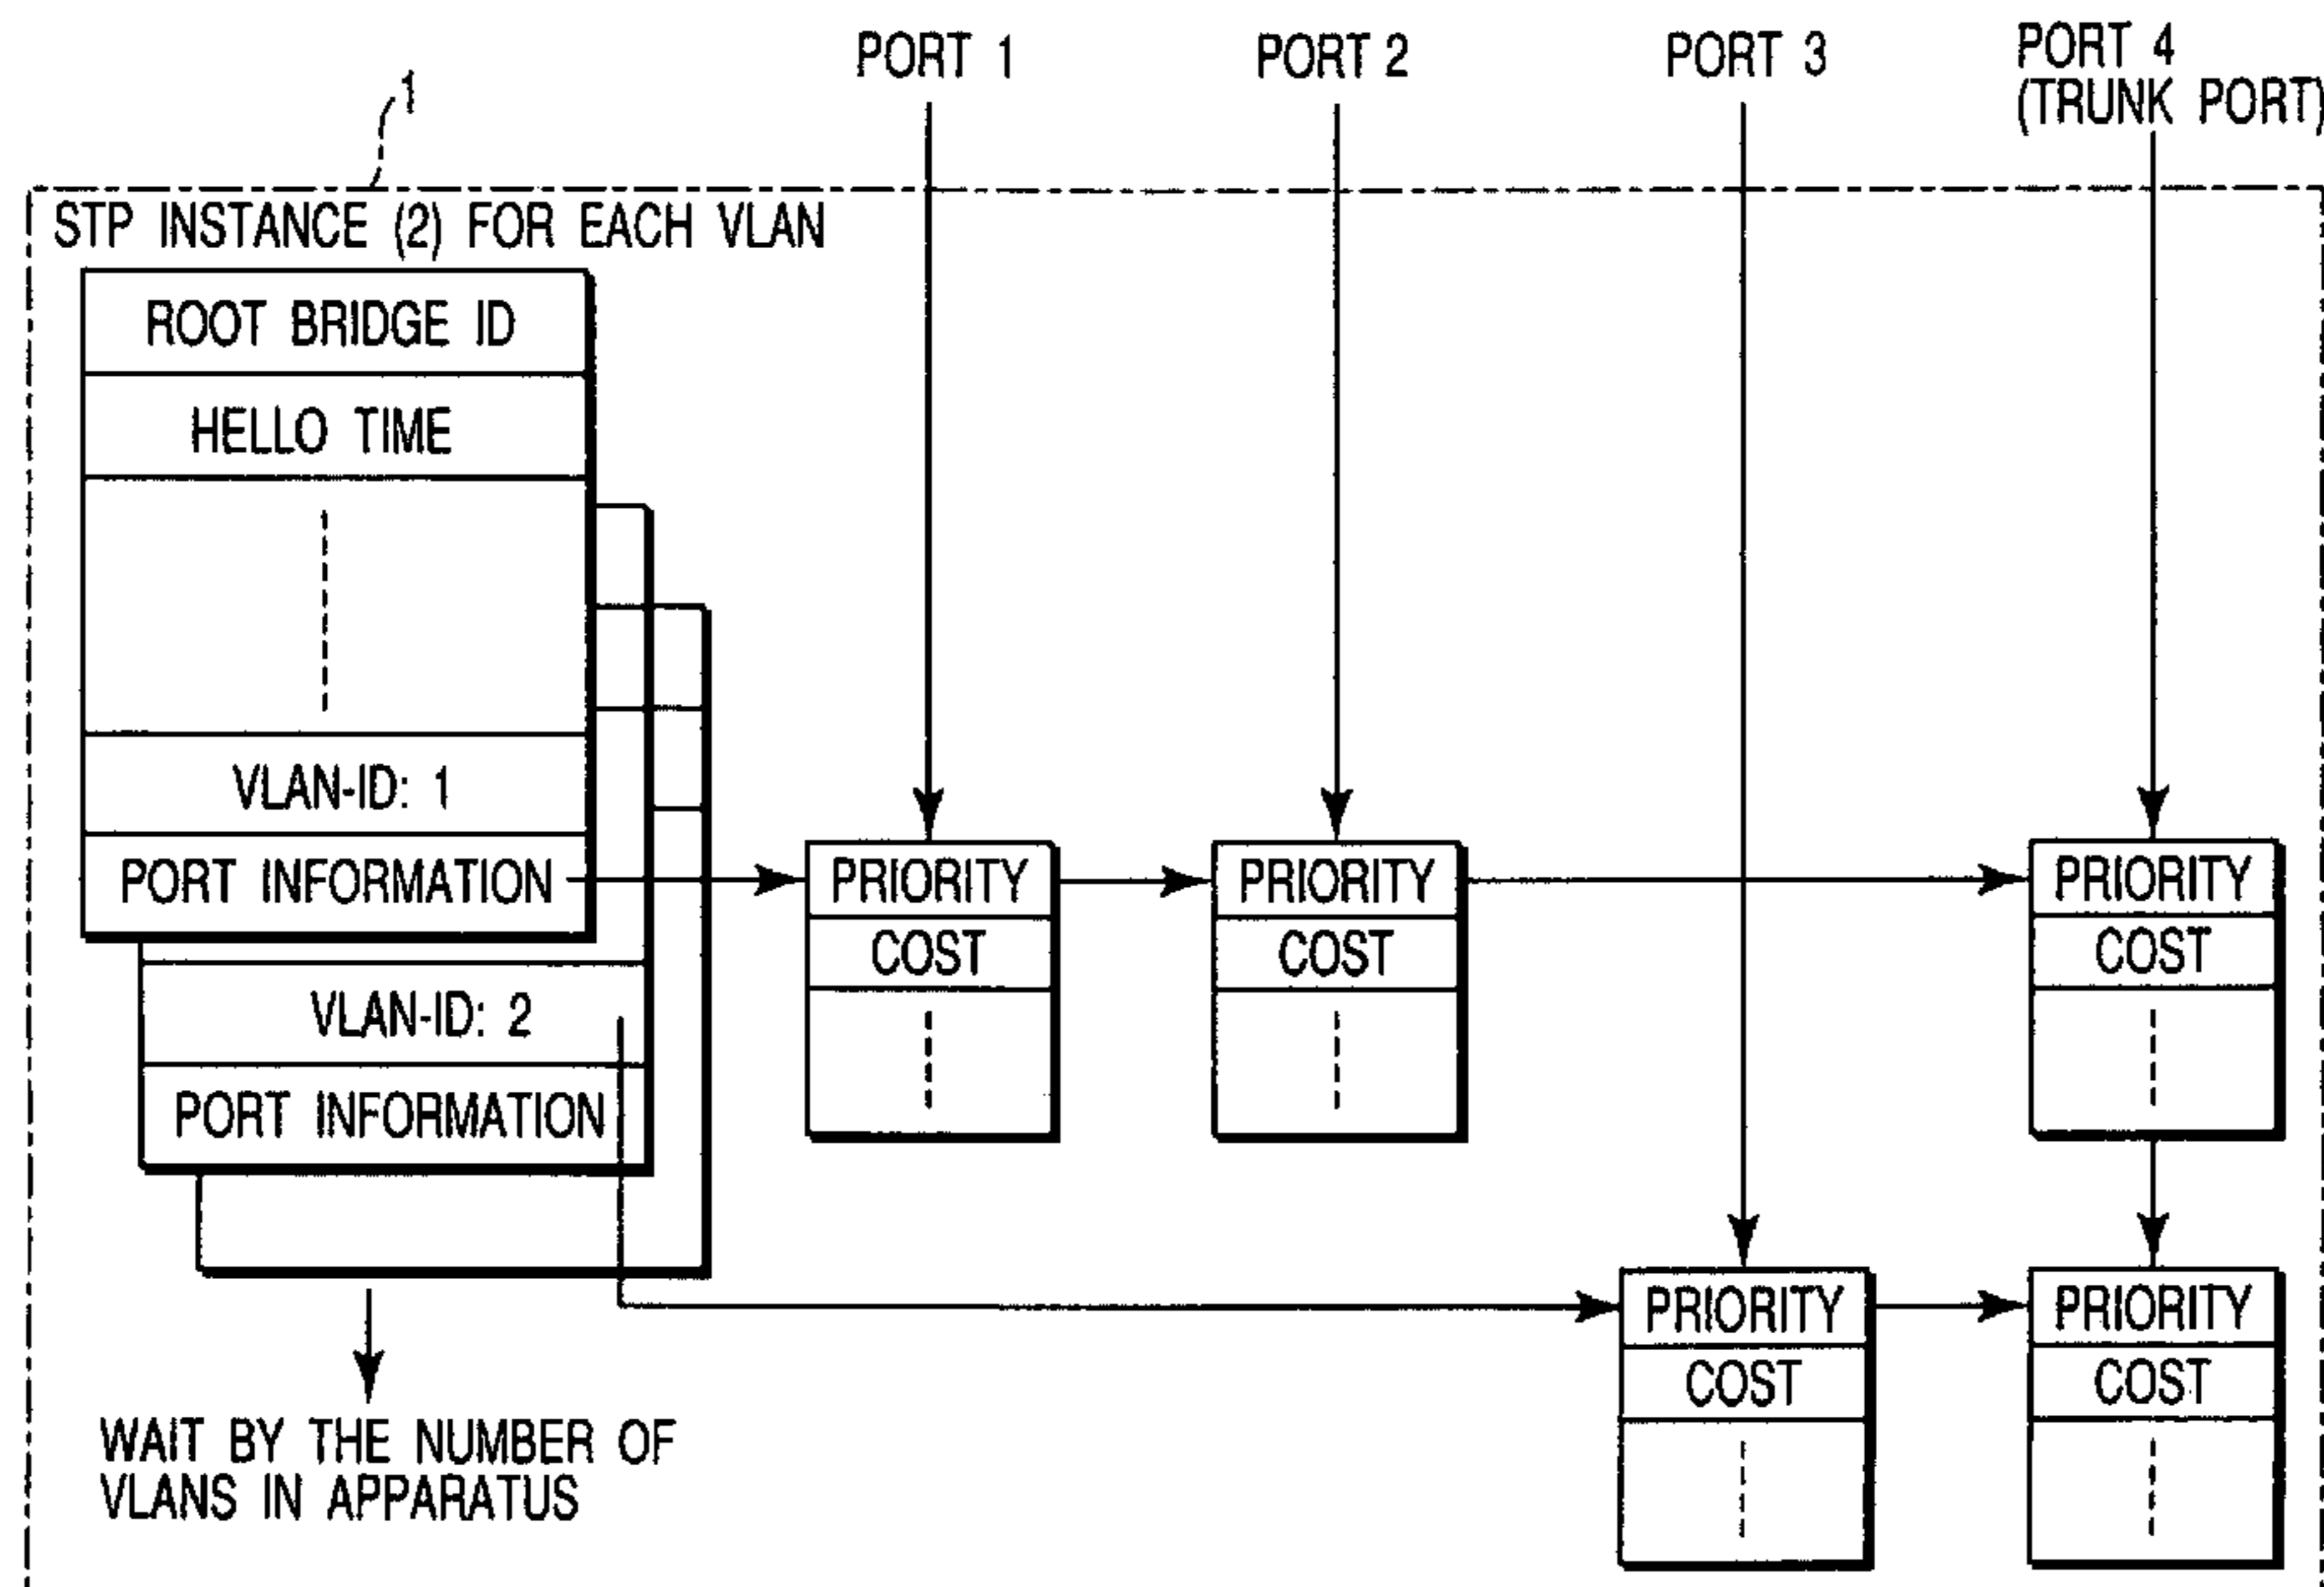 PORT 1
PORT 2
PORT 3
PORT 4
(TRUNK PORT)
1
STP INSTANCE (2) FOR EACH VLAN
ROOT BRIDGE ID
HELLO TIME
VLAN-ID: 1
PORT INFORMATION
PRIORITY
COST
PRIORITY
COST
PRIORITY
COST
VLAN-ID: 2
PORT INFORMATION
PRIORITY
COST
PRIORITY
COST
WAIT BY THE NUMBER OF
VLANS IN APPARATUS